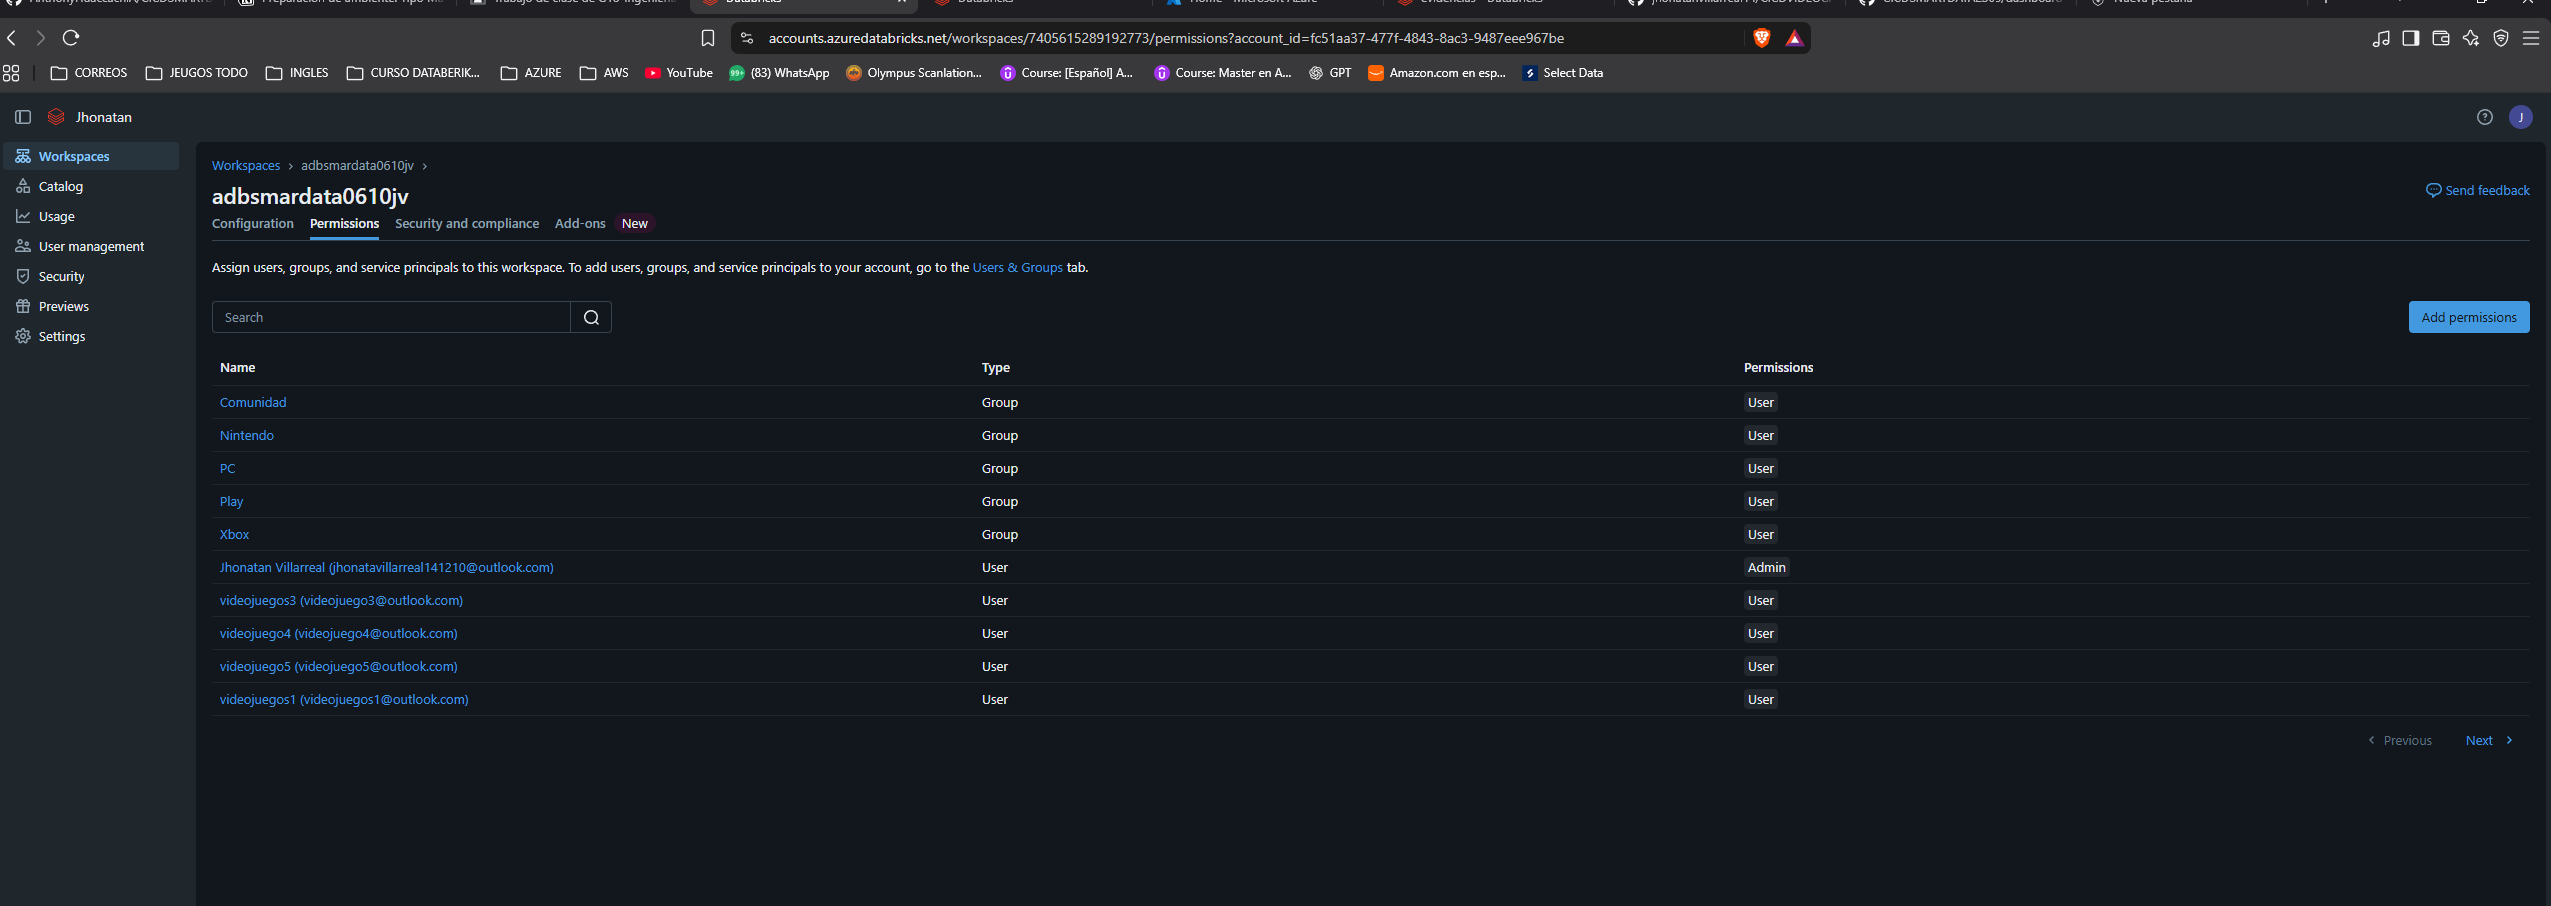 accounts.azuredatabricks.net/workspaces/7405615289192773/permissions?account_id=fc51aa37-477f-4843-8ac3-9487eee967be
CORREOS JEUGOS TODO INGLES CURSO DATABERIK... AZURE AWS YouTube (83) WhatsApp Olympus Scanlation... Course: [Español] A... Course: Master en A... GPT Amazon.com en esp... Select Data
Jhonatan
J
Workspaces
Catalog
Usage
User management
Security
Previews
Settings
Workspaces > adbsmardata0610jv >
adbsmardata0610jv
Send feedback
Configuration Permissions Security and compliance Add-ons New
Assign users, groups, and service principals to this workspace. To add users, groups, and service principals to your account, go to the Users & Groups tab.
Search
Add permissions
Name Type Permissions
Comunidad Group User
Nintendo Group User
PC Group User
Play Group User
Xbox Group User
Jhonatan Villarreal (jhonatavillarreal141210@outlook.com) User Admin
videojuegos3 (videojuego3@outlook.com) User User
videojuego4 (videojuego4@outlook.com) User User
videojuego5 (videojuego5@outlook.com) User User
videojuegos1 (videojuegos1@outlook.com) User User
Previous Next